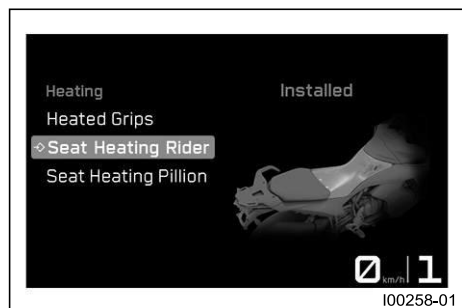 Heating
Installed
Heated Grips
Seat Heating Rider
Seat Heating Pillion
0 km/h 1
I00258-01